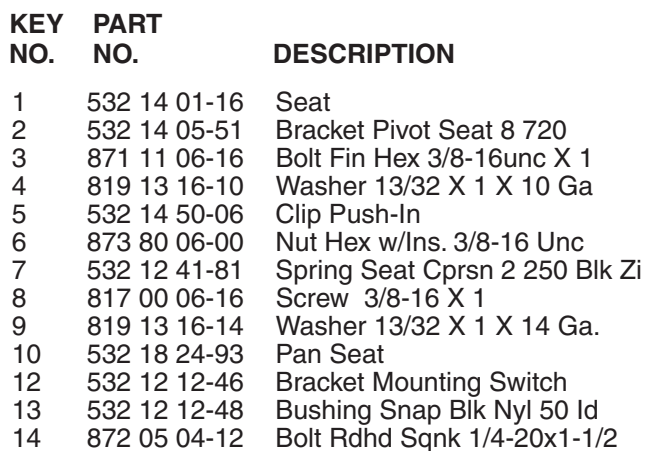 KEY PART
NO. NO. DESCRIPTION
1 532 14 01-16 Seat
2 532 14 05-51 Bracket Pivot Seat 8 720
3 871 11 06-16 Bolt Fin Hex 3/8-16unc X 1
4 819 13 16-10 Washer 13/32 X 1 X 10 Ga
5 532 14 50-06 Clip Push-In
6 873 80 06-00 Nut Hex w/Ins. 3/8-16 Unc
7 532 12 41-81 Spring Seat Cprsn 2 250 Blk Zi
8 817 00 06-16 Screw 3/8-16 X 1
9 819 13 16-14 Washer 13/32 X 1 X 14 Ga.
10 532 18 24-93 Pan Seat
12 532 12 12-46 Bracket Mounting Switch
13 532 12 12-48 Bushing Snap Blk Nyl 50 Id
14 872 05 04-12 Bolt Rdhd Sqnk 1/4-20x1-1/2